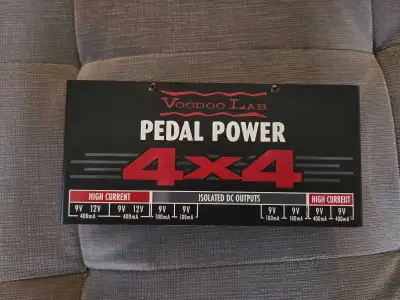 VOODOO LAB
PEDAL POWER
4x4
HIGH CURRENT ISOLATED DC OUTPUTS HIGH CURRENT
9V 12V 9V 12V 9V 9V 9V 9V 9V 9V
400mA 400mA 100mA 100mA 100mA 100mA 400mA 400mA